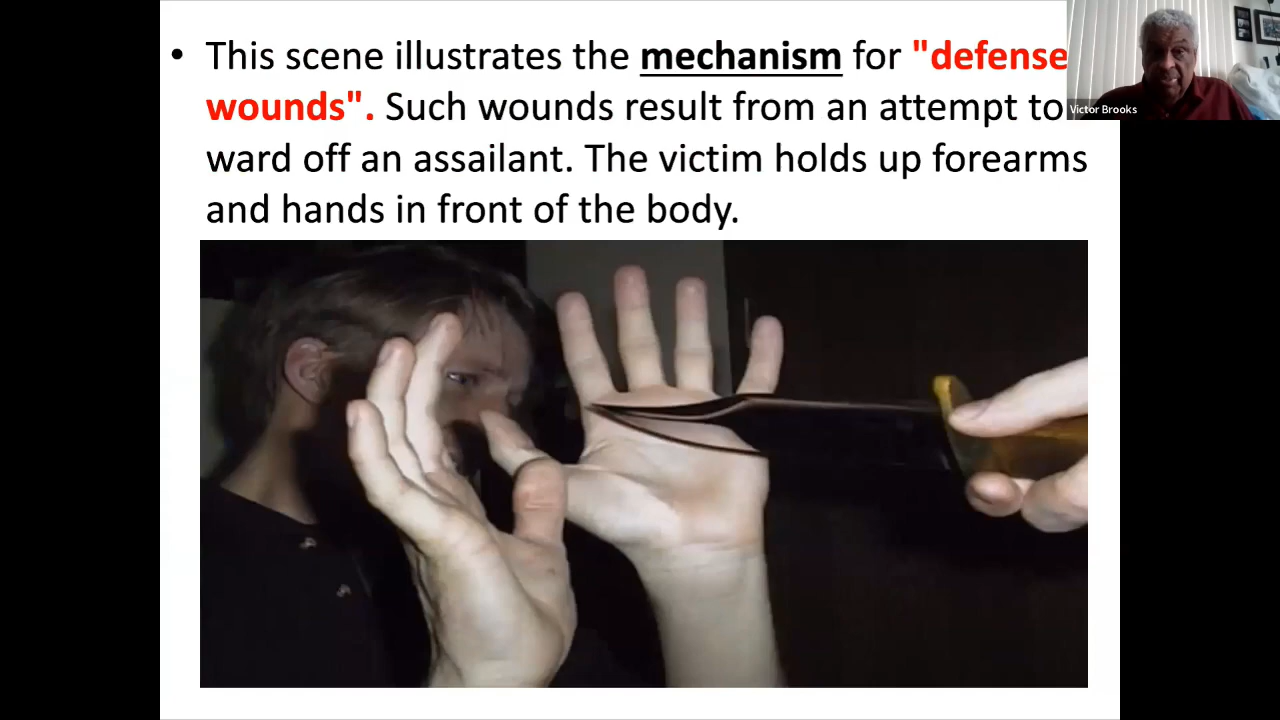 • This scene illustrates the mechanism for "defense
wounds". Such wounds result from an attempt to
ward off an assailant. The victim holds up forearms
and hands in front of the body.
Victor Brooks